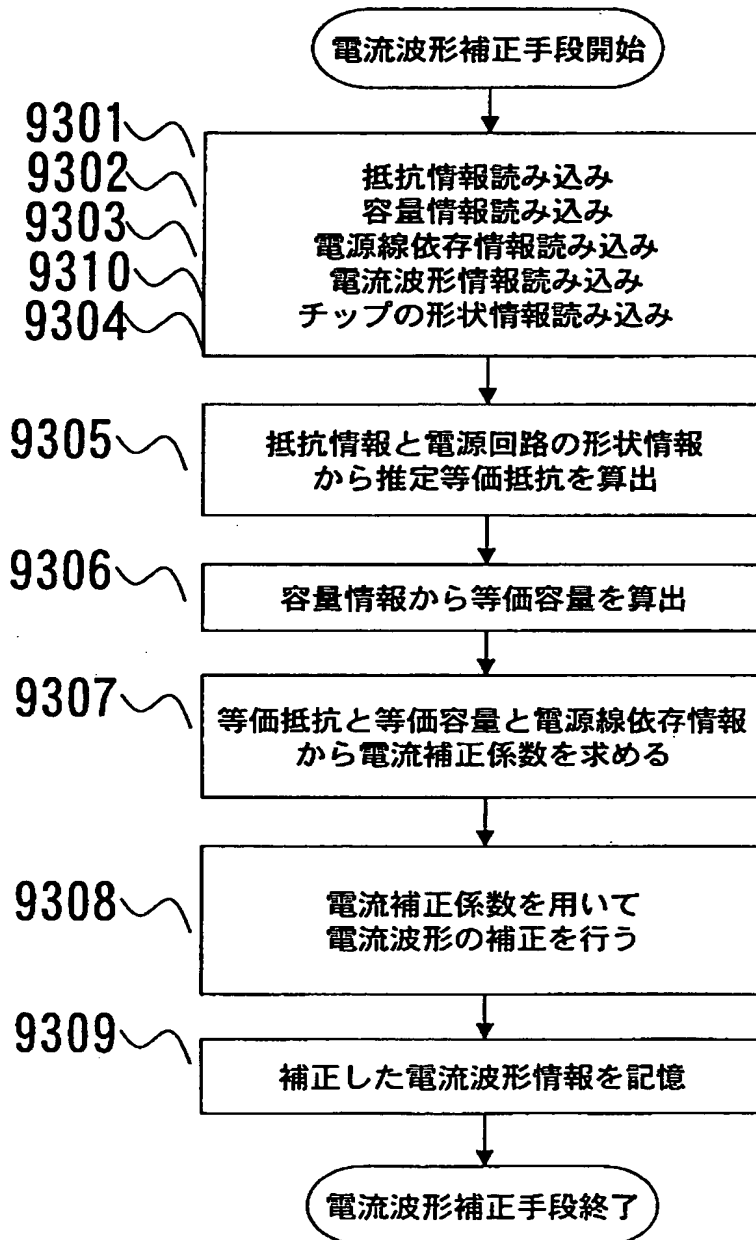 電流波形補正手段開始
9301
9302
9303
9310
9304
抵抗情報読み込み
容量情報読み込み
電源線依存情報読み込み
電流波形情報読み込み
チップの形状情報読み込み
9305
抵抗情報と電源回路の形状情報
から推定等価抵抗を算出
9306
容量情報から等価容量を算出
9307
等価抵抗と等価容量と電源線依存情報
から電流補正係数を求める
9308
電流補正係数を用いて
電流波形の補正を行う
9309
補正した電流波形情報を記憶
電流波形補正手段終了